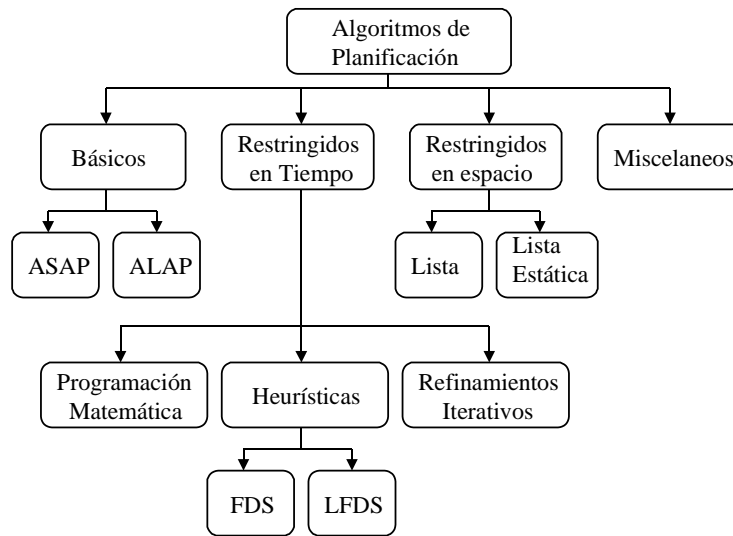 Algoritmos de
Planificación
Básicos
Restringidos
en Tiempo
Restringidos
en espacio
Miscelaneos
ASAP
ALAP
Lista
Lista
Estática
Programación
Matemática
Heurísticas
Refinamientos
Iterativos
FDS
LFDS